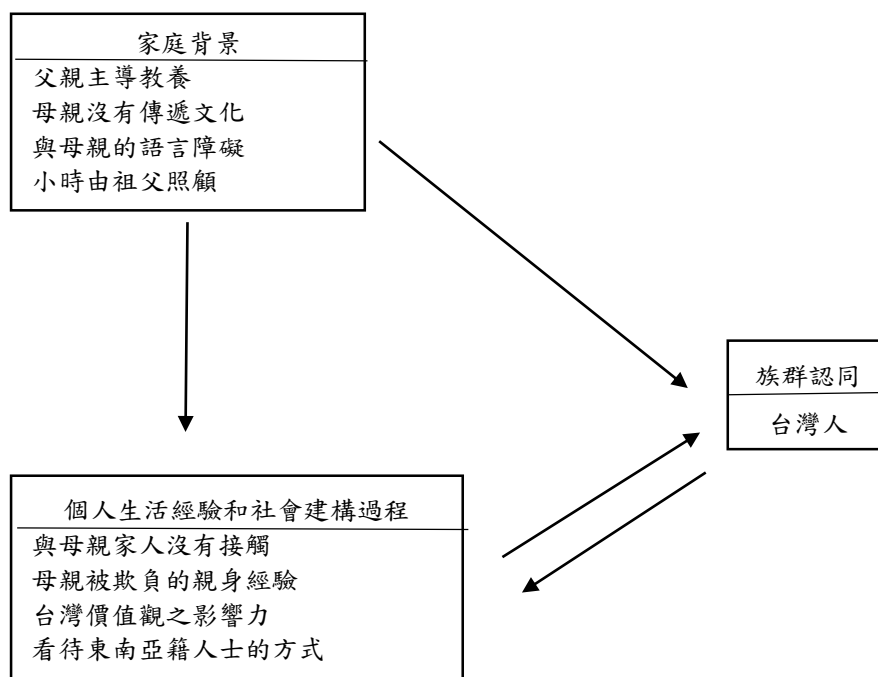 家庭背景
父親主導教養
母親沒有傳遞文化
與母親的語言障礙
小時由祖父照顧
族群認同
台灣人
個人生活經驗和社會建構過程
與母親家人沒有接觸
母親被欺負的親身經驗
台灣價值觀之影響力
看待東南亞籍人士的方式